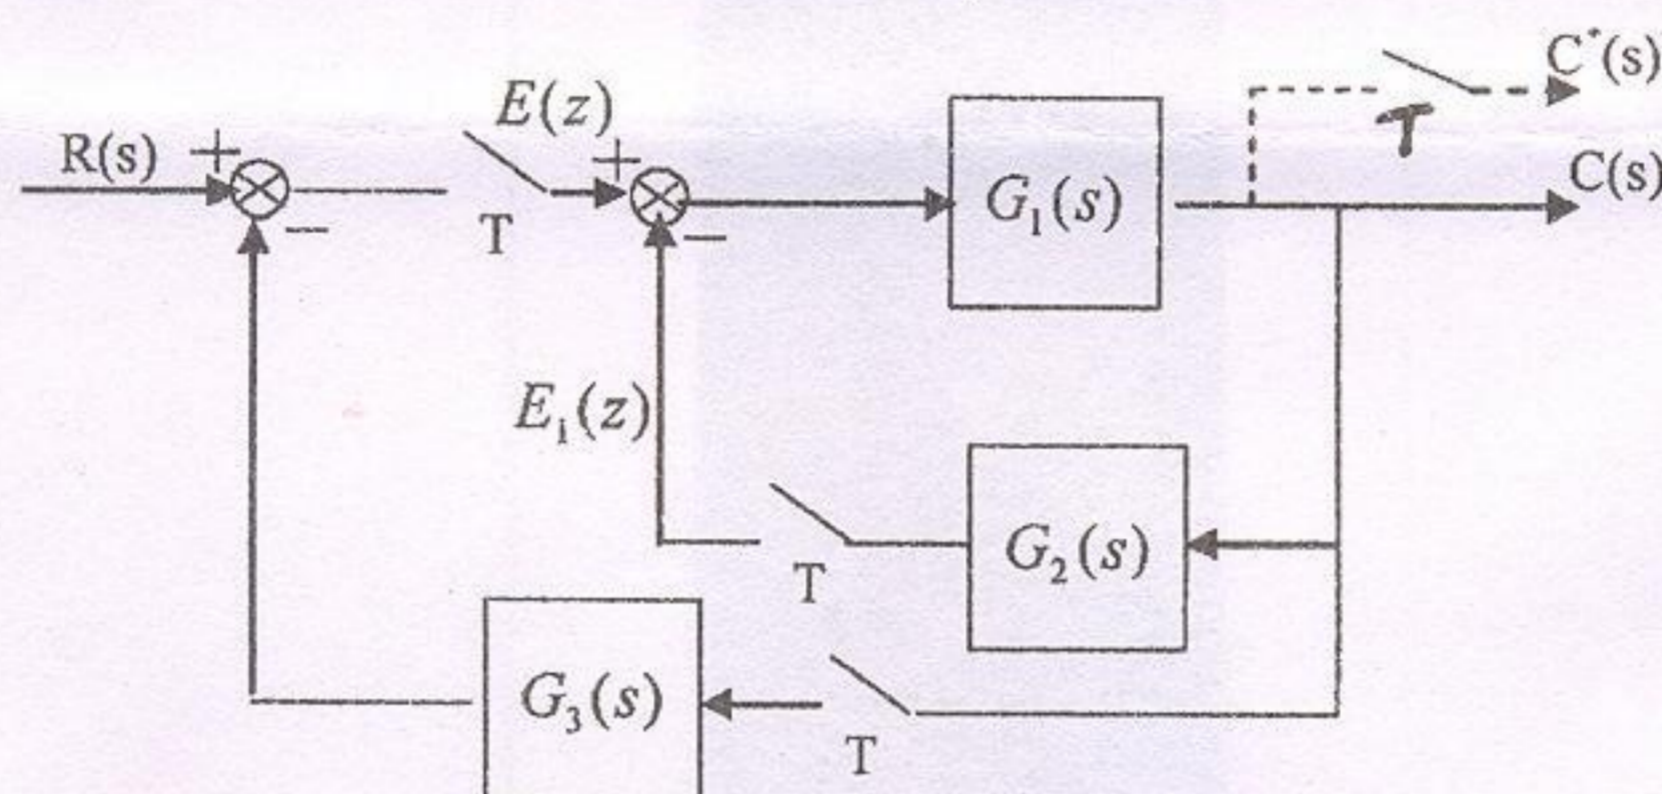 C*(s)
E(z)
T
R(s)
+
+
G₁(s)
C(s)
−
T
−
E₁(z)
G₂(s)
T
G₃(s)
T